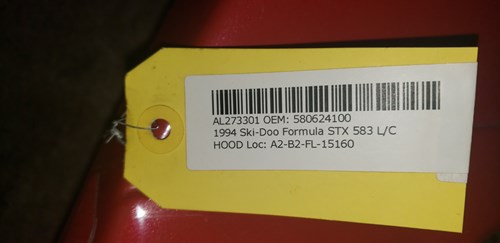 AL273301 OEM: 580624100
1994 Ski-Doo Formula STX 583 L/C
HOOD Loc: A2-B2-FL-15160